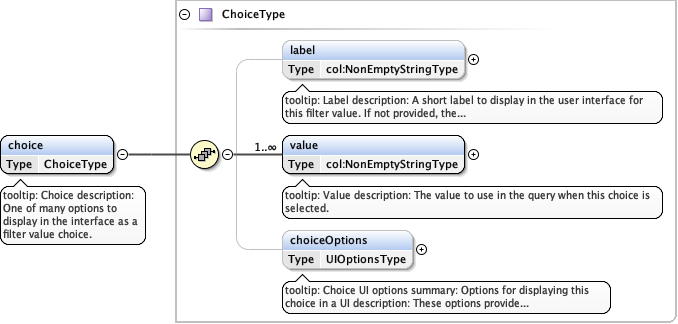 ChoiceType
label
Type col:NonEmptyStringType
tooltip: Label description: A short label to display in the user interface for
this filter value. If not provided, the...
choice
Type ChoiceType
tooltip: Choice description:
One of many options to
display in the interface as a
filter value choice.
1..∞
value
Type col:NonEmptyStringType
tooltip: Value description: The value to use in the query when this choice is
selected.
choiceOptions
Type UIOptionsType
tooltip: Choice UI options summary: Options for displaying this
choice in a UI description: These options provide...